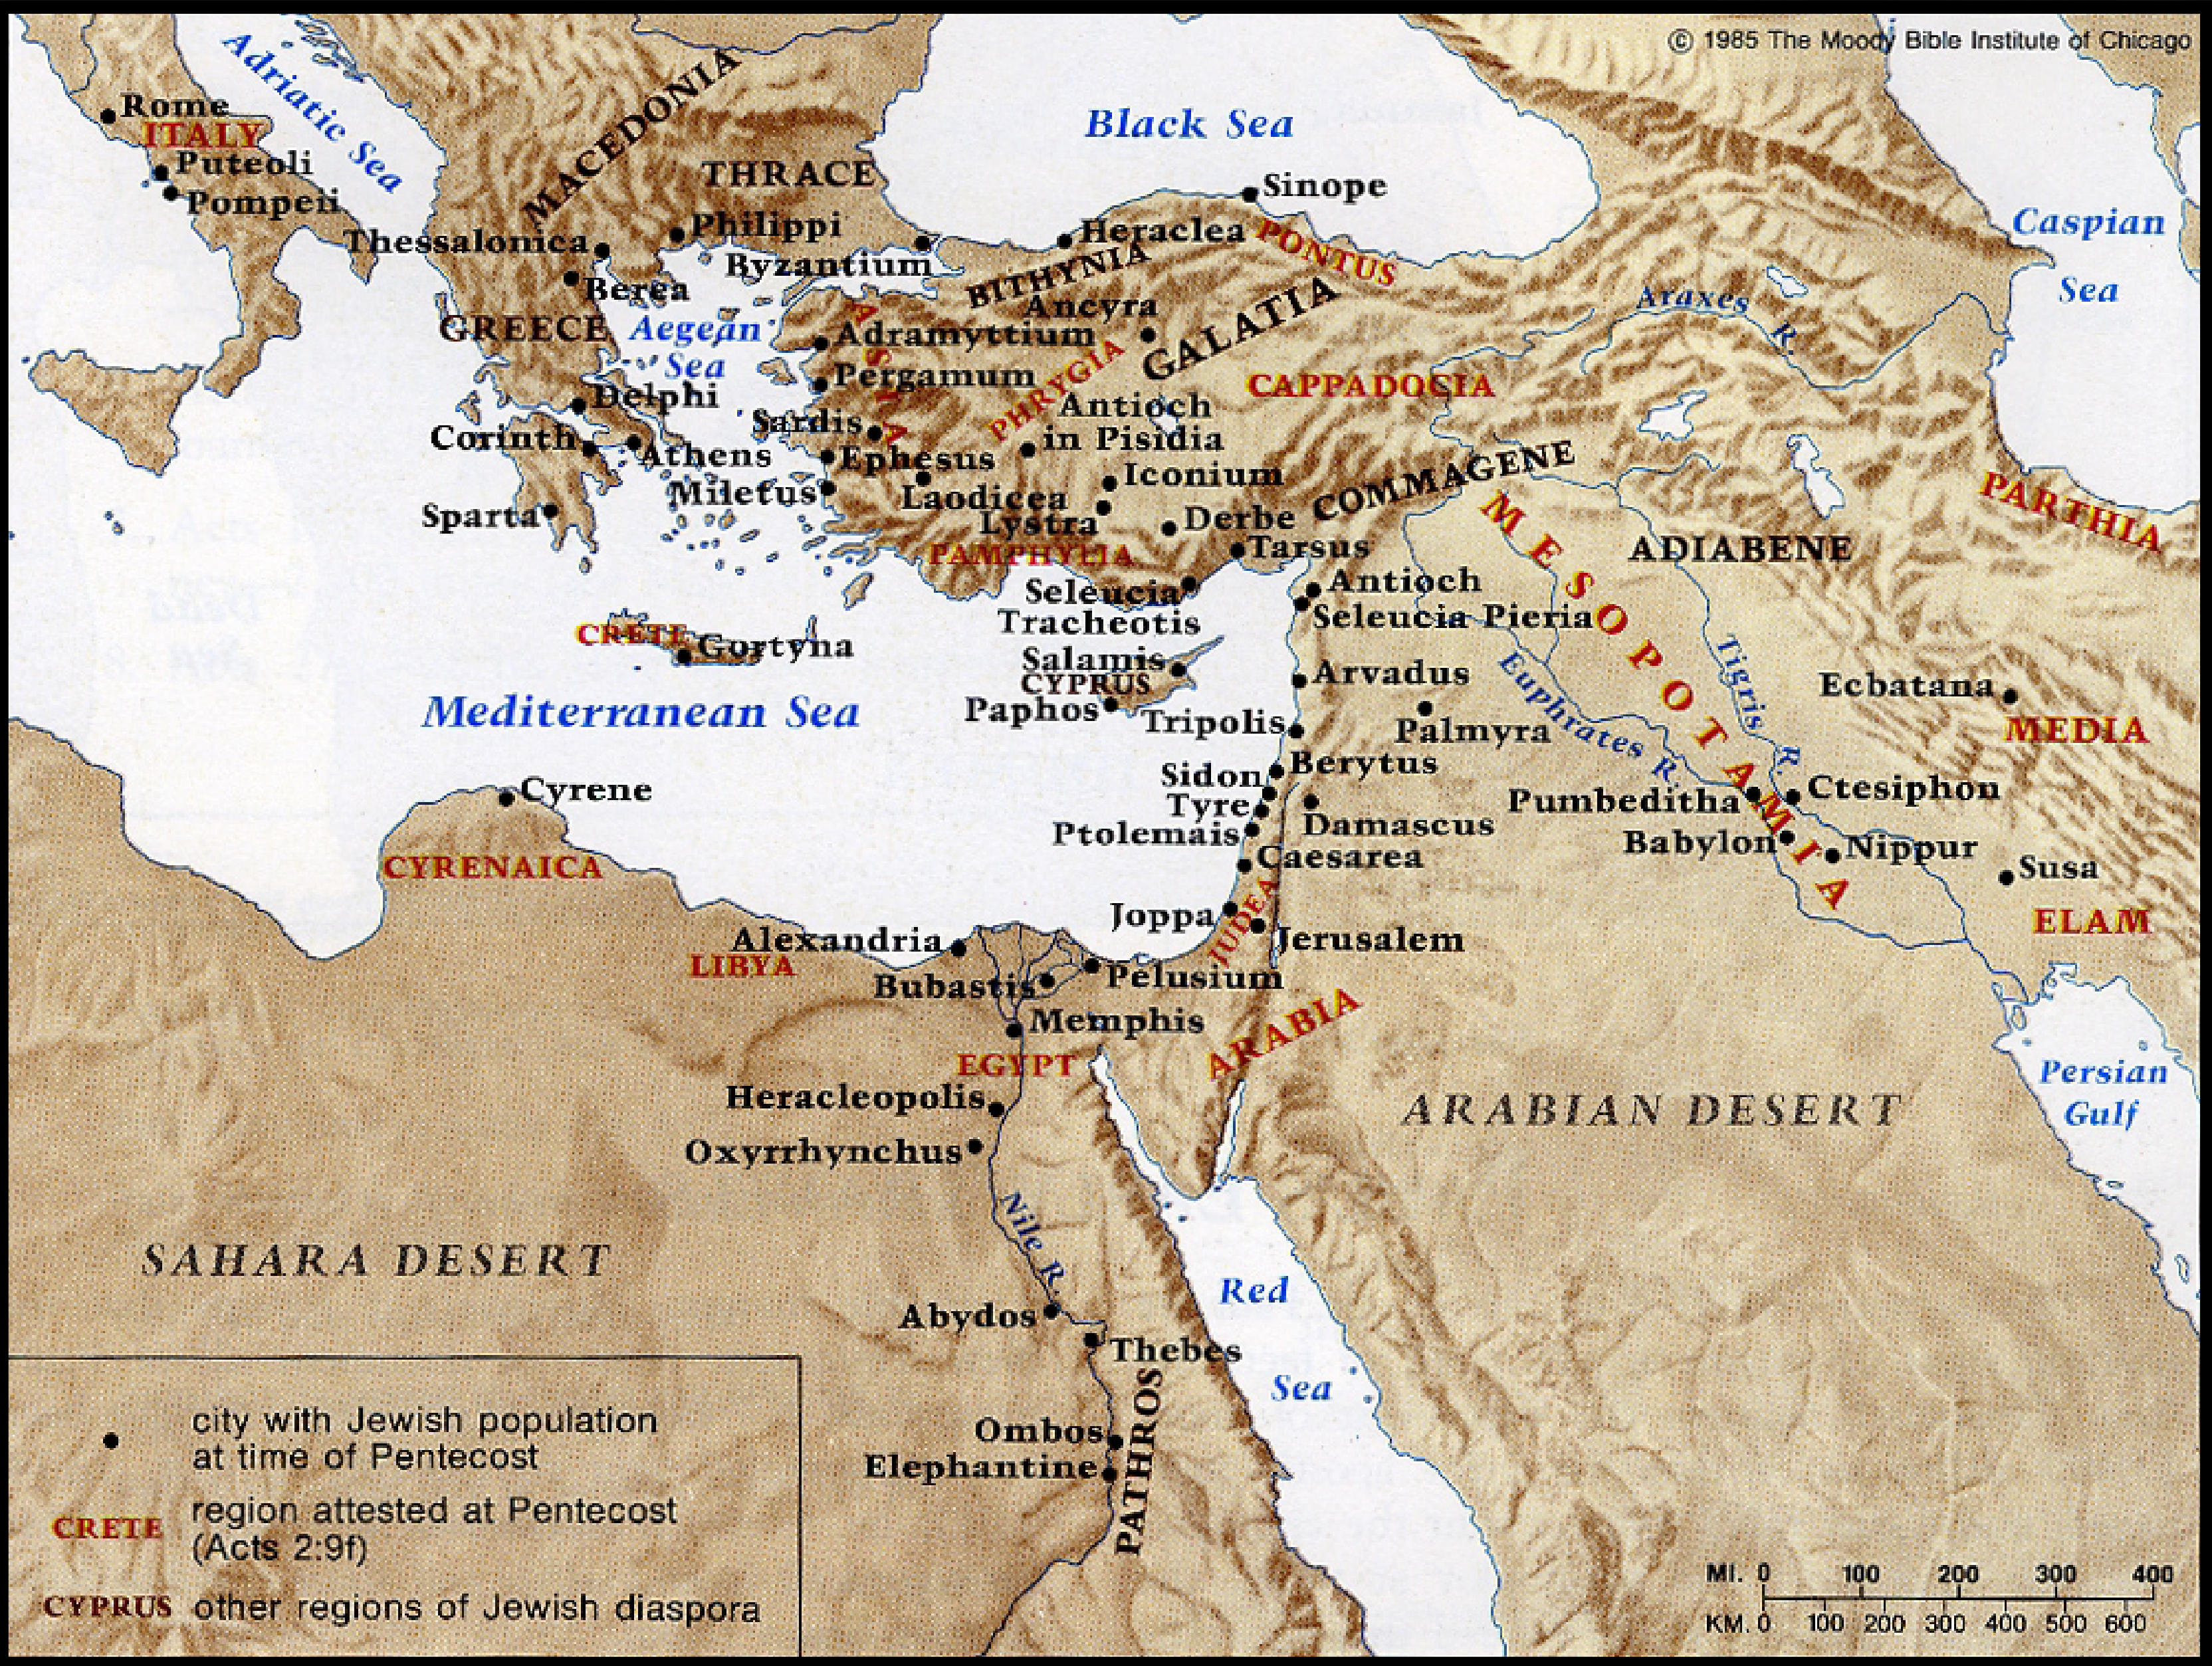 © 1985 The Moody Bible Institute of Chicago
Adriatic Sea
MACEDONIA
Rome
ITALY
Puteoli
Pompeii
Black Sea
THRACE
Sinope
Caspian
Sea
Philippi
Thessalonica
Heraclea
PONTUS
Byzantium
BITHYNIA
Berea
Ancyra
GALATIA
Araxes R.
GREECE
Aegean
Sea
ASIA
Adramyttium
Pergamum
PHRYGIA
CAPPADOCIA
Delphi
Antioch
in Pisidia
Sardis
Corinth
Athens
Ephesus
Iconium
COMMAGENE
Miletus
Laodicea
PARTHIA
Sparta
Lystra
Derbe
MESOPOTAMIA
ADIABENE
PAMPHYLIA
Tarsus
Seleucia
Tracheotis
Antioch
Seleucia Pieria
CRETE
Gortyna
Salamis
CYPRUS
Paphos
Arvadus
Euphrates R.
Tigris R.
Ecbatana
MEDIA
Mediterranean Sea
Tripolis
Palmyra
Berytus
Sidon
Cyrene
Tyre
Pumbeditha
Ctesiphon
Damascus
Ptolemais
Babylon
Nippur
Caesarea
CYRENAICA
Susa
ELAM
Joppa
JUDEA
Jerusalem
Alexandria
LIBYA
Bubastis
Pelusium
Memphis
ARABIA
EGYPT
Persian
Gulf
Heracleopolis
ARABIAN DESERT
Oxyrrhynchus
Nile R.
SAHARA DESERT
Red
Sea
Abydos
Thebes
PATHROS
Ombos
Elephantine
city with Jewish population
at time of Pentecost
CRETE region attested at Pentecost
(Acts 2:9f)
CYPRUS other regions of Jewish diaspora
MI. 0 100 200 300 400
KM. 0 100 200 300 400 500 600